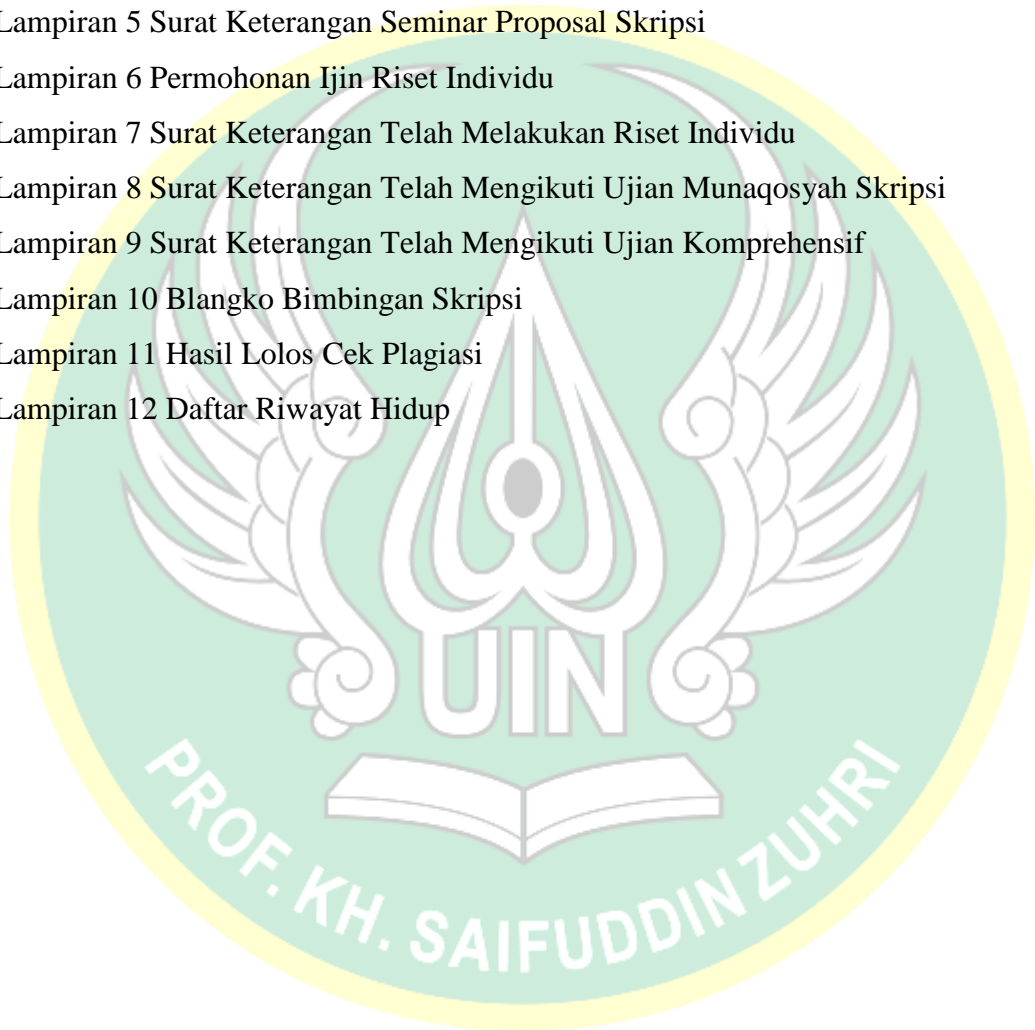 Lampiran 5 Surat Keterangan Seminar Proposal Skripsi
Lampiran 6 Permohonan Ijin Riset Individu
Lampiran 7 Surat Keterangan Telah Melakukan Riset Individu
Lampiran 8 Surat Keterangan Telah Mengikuti Ujian Munaqosyah Skripsi
Lampiran 9 Surat Keterangan Telah Mengikuti Ujian Komprehensif
Lampiran 10 Blangko Bimbingan Skripsi
Lampiran 11 Hasil Lolos Cek Plagiasi
Lampiran 12 Daftar Riwayat Hidup
UIN
PROF. KH. SAIFUDDIN ZUHRI